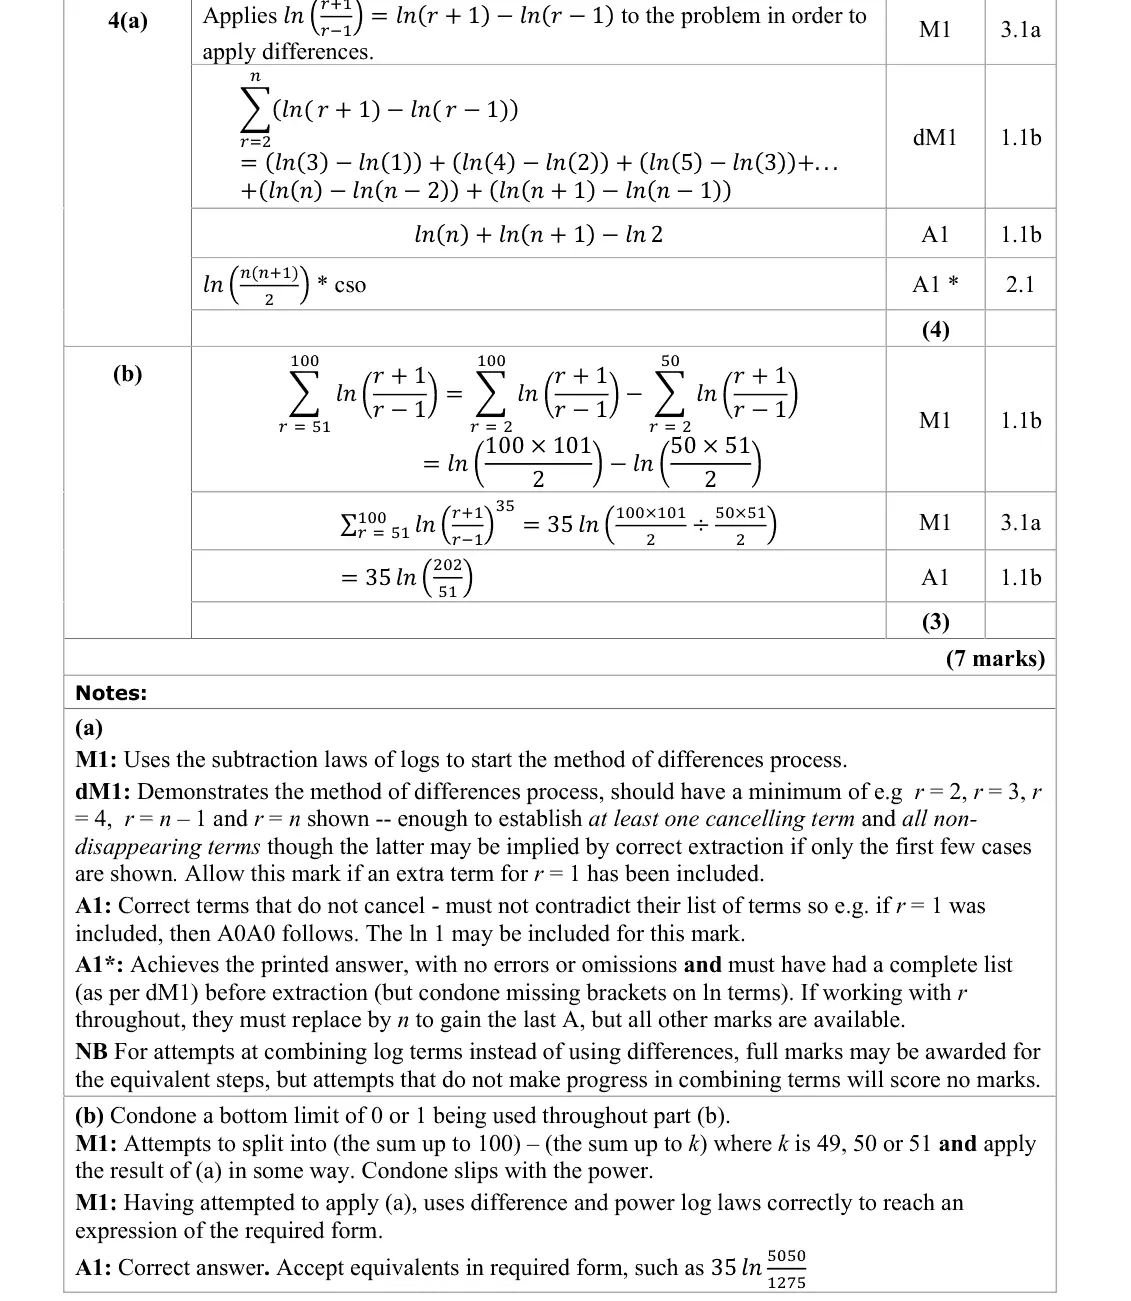 4(a)
Applies ln (r+1/r−1) = ln(r + 1) − ln(r − 1) to the problem in order to
apply differences.
M1
3.1a
n
∑(ln( r + 1) − ln( r − 1))
r=2
= (ln(3) − ln(1)) + (ln(4) − ln(2)) + (ln(5) − ln(3))+...
+(ln(n) − ln(n − 2)) + (ln(n + 1) − ln(n − 1))
dM1
1.1b
ln(n) + ln(n + 1) − ln 2
A1
1.1b
ln (n(n+1)/2) * cso
A1 *
2.1
(4)
(b)
100 100 50
∑ ln (r + 1/r − 1) = ∑ ln (r + 1/r − 1) − ∑ ln (r + 1/r − 1)
r = 51 r = 2 r = 2
= ln (100 × 101/2) − ln (50 × 51/2)
M1
1.1b
∑¹⁰⁰r = 51 ln (r+1/r−1)³⁵ = 35 ln (100×101/2 ÷ 50×51/2)
M1
3.1a
= 35 ln (202/51)
A1
1.1b
(3)
(7 marks)
Notes:
(a)
M1: Uses the subtraction laws of logs to start the method of differences process.
dM1: Demonstrates the method of differences process, should have a minimum of e.g r = 2, r = 3, r
= 4, r = n – 1 and r = n shown -- enough to establish at least one cancelling term and all non-
disappearing terms though the latter may be implied by correct extraction if only the first few cases
are shown. Allow this mark if an extra term for r = 1 has been included.
A1: Correct terms that do not cancel - must not contradict their list of terms so e.g. if r = 1 was
included, then A0A0 follows. The ln 1 may be included for this mark.
A1*: Achieves the printed answer, with no errors or omissions and must have had a complete list
(as per dM1) before extraction (but condone missing brackets on ln terms). If working with r
throughout, they must replace by n to gain the last A, but all other marks are available.
NB For attempts at combining log terms instead of using differences, full marks may be awarded for
the equivalent steps, but attempts that do not make progress in combining terms will score no marks.
(b) Condone a bottom limit of 0 or 1 being used throughout part (b).
M1: Attempts to split into (the sum up to 100) – (the sum up to k) where k is 49, 50 or 51 and apply
the result of (a) in some way. Condone slips with the power.
M1: Having attempted to apply (a), uses difference and power log laws correctly to reach an
expression of the required form.
A1: Correct answer. Accept equivalents in required form, such as 35 ln 5050/1275